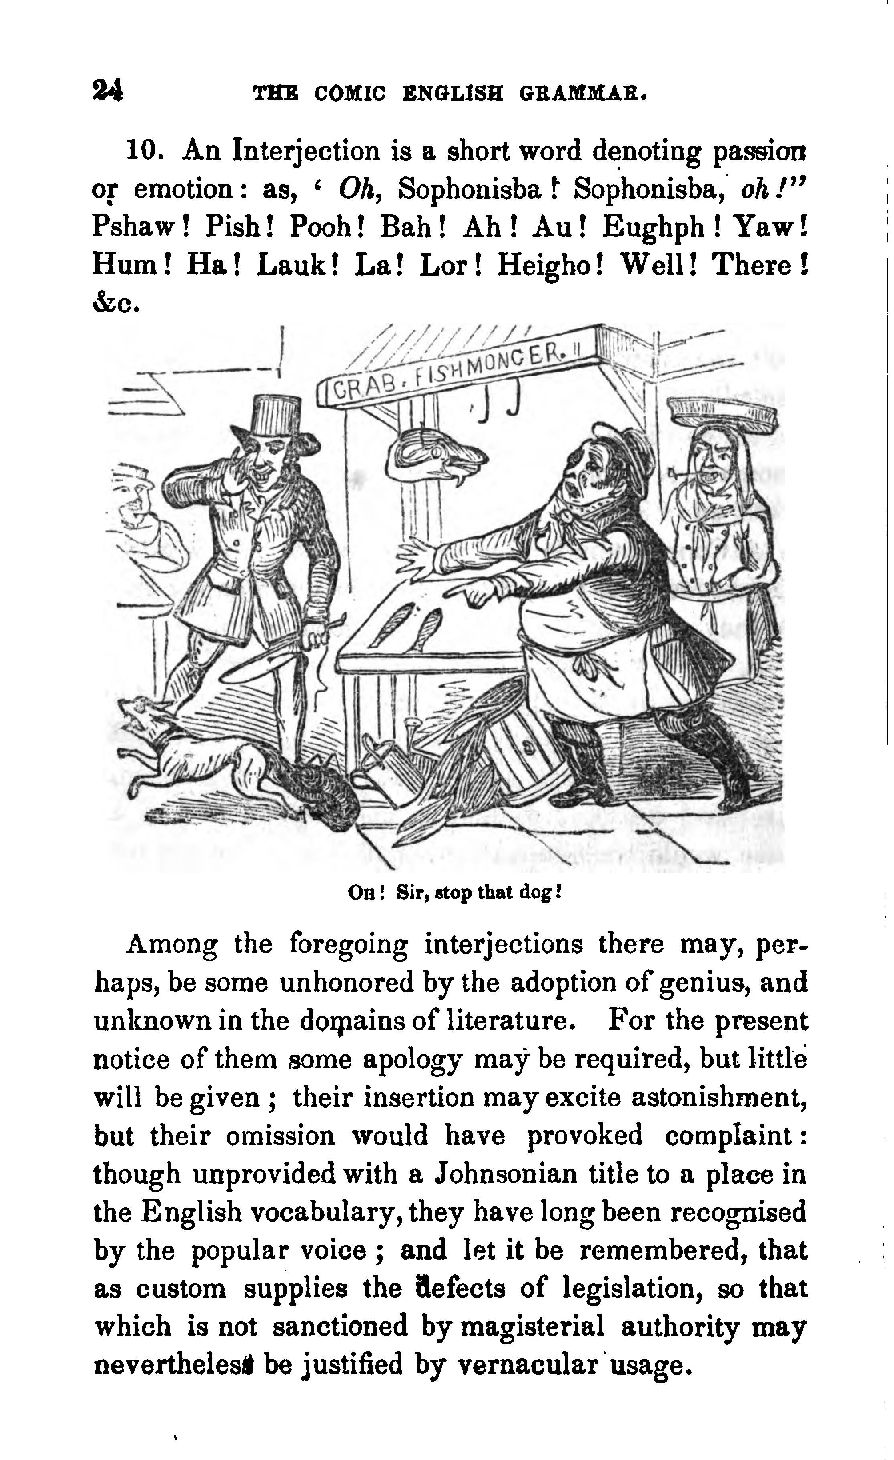 24 THE COMIC ENGLISH GRAMMAR.
10. An Interjection is a short word denoting passion
or emotion: as, ‘ Oh, Sophonisba! Sophonisba, oh!”
Pshaw! Pish! Pooh! Bah! Ah! Au! Eughph! Yaw!
Hum! Ha! Lauk! La! Lor! Heigho! Well! There!
&c.
CRAB. FISHMONGER. 11
OH! Sir, stop that dog!
Among the foregoing interjections there may, per-
haps, be some unhonored by the adoption of genius, and
unknown in the domains of literature. For the present
notice of them some apology may be required, but little
will be given; their insertion may excite astonishment,
but their omission would have provoked complaint:
though unprovided with a Johnsonian title to a place in
the English vocabulary, they have long been recognised
by the popular voice; and let it be remembered, that
as custom supplies the defects of legislation, so that
which is not sanctioned by magisterial authority may
nevertheless be justified by vernacular usage.